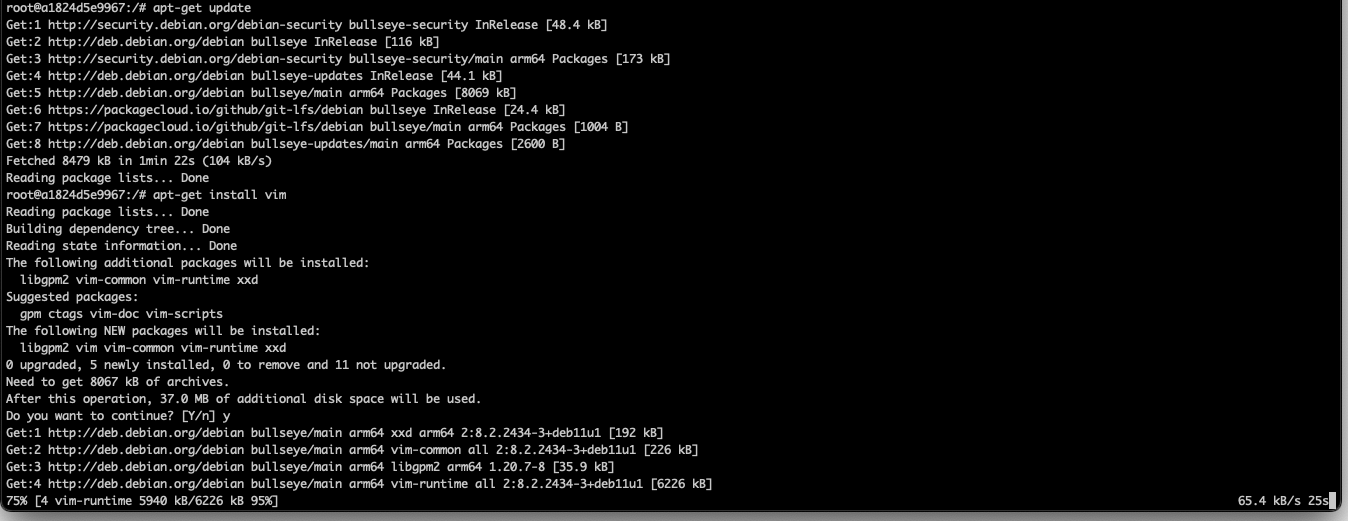 root@a1824d5e9967:/# apt-get update
Get:1 http://security.debian.org/debian-security bullseye-security InRelease [48.4 kB]
Get:2 http://deb.debian.org/debian bullseye InRelease [116 kB]
Get:3 http://security.debian.org/debian-security bullseye-security/main arm64 Packages [173 kB]
Get:4 http://deb.debian.org/debian bullseye-updates InRelease [44.1 kB]
Get:5 http://deb.debian.org/debian bullseye/main arm64 Packages [8069 kB]
Get:6 https://packagecloud.io/github/git-lfs/debian bullseye InRelease [24.4 kB]
Get:7 https://packagecloud.io/github/git-lfs/debian bullseye/main arm64 Packages [1004 B]
Get:8 http://deb.debian.org/debian bullseye-updates/main arm64 Packages [2600 B]
Fetched 8479 kB in 1min 22s (104 kB/s)
Reading package lists... Done
root@a1824d5e9967:/# apt-get install vim
Reading package lists... Done
Building dependency tree... Done
Reading state information... Done
The following additional packages will be installed:
  libgpm2 vim-common vim-runtime xxd
Suggested packages:
  gpm ctags vim-doc vim-scripts
The following NEW packages will be installed:
  libgpm2 vim vim-common vim-runtime xxd
0 upgraded, 5 newly installed, 0 to remove and 11 not upgraded.
Need to get 8067 kB of archives.
After this operation, 37.0 MB of additional disk space will be used.
Do you want to continue? [Y/n] y
Get:1 http://deb.debian.org/debian bullseye/main arm64 xxd arm64 2:8.2.2434-3+deb11u1 [192 kB]
Get:2 http://deb.debian.org/debian bullseye/main arm64 vim-common all 2:8.2.2434-3+deb11u1 [226 kB]
Get:3 http://deb.debian.org/debian bullseye/main arm64 libgpm2 arm64 1.20.7-8 [35.9 kB]
Get:4 http://deb.debian.org/debian bullseye/main arm64 vim-runtime all 2:8.2.2434-3+deb11u1 [6226 kB]
75% [4 vim-runtime 5940 kB/6226 kB 95%] 65.4 kB/s 25s